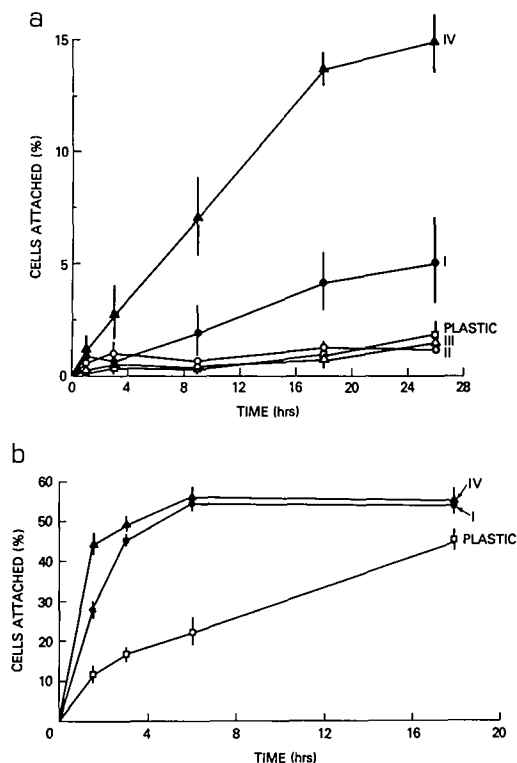 a
15
10
5
0
CELLS ATTACHED (%)
IV
I
PLASTIC
III
II
0 4 8 12 16 20 24 26 28
TIME (hrs)
b
60
50
40
30
20
10
0
CELLS ATTACHED (%)
IV
I
PLASTIC
4 8 12 16 20
TIME (hrs)